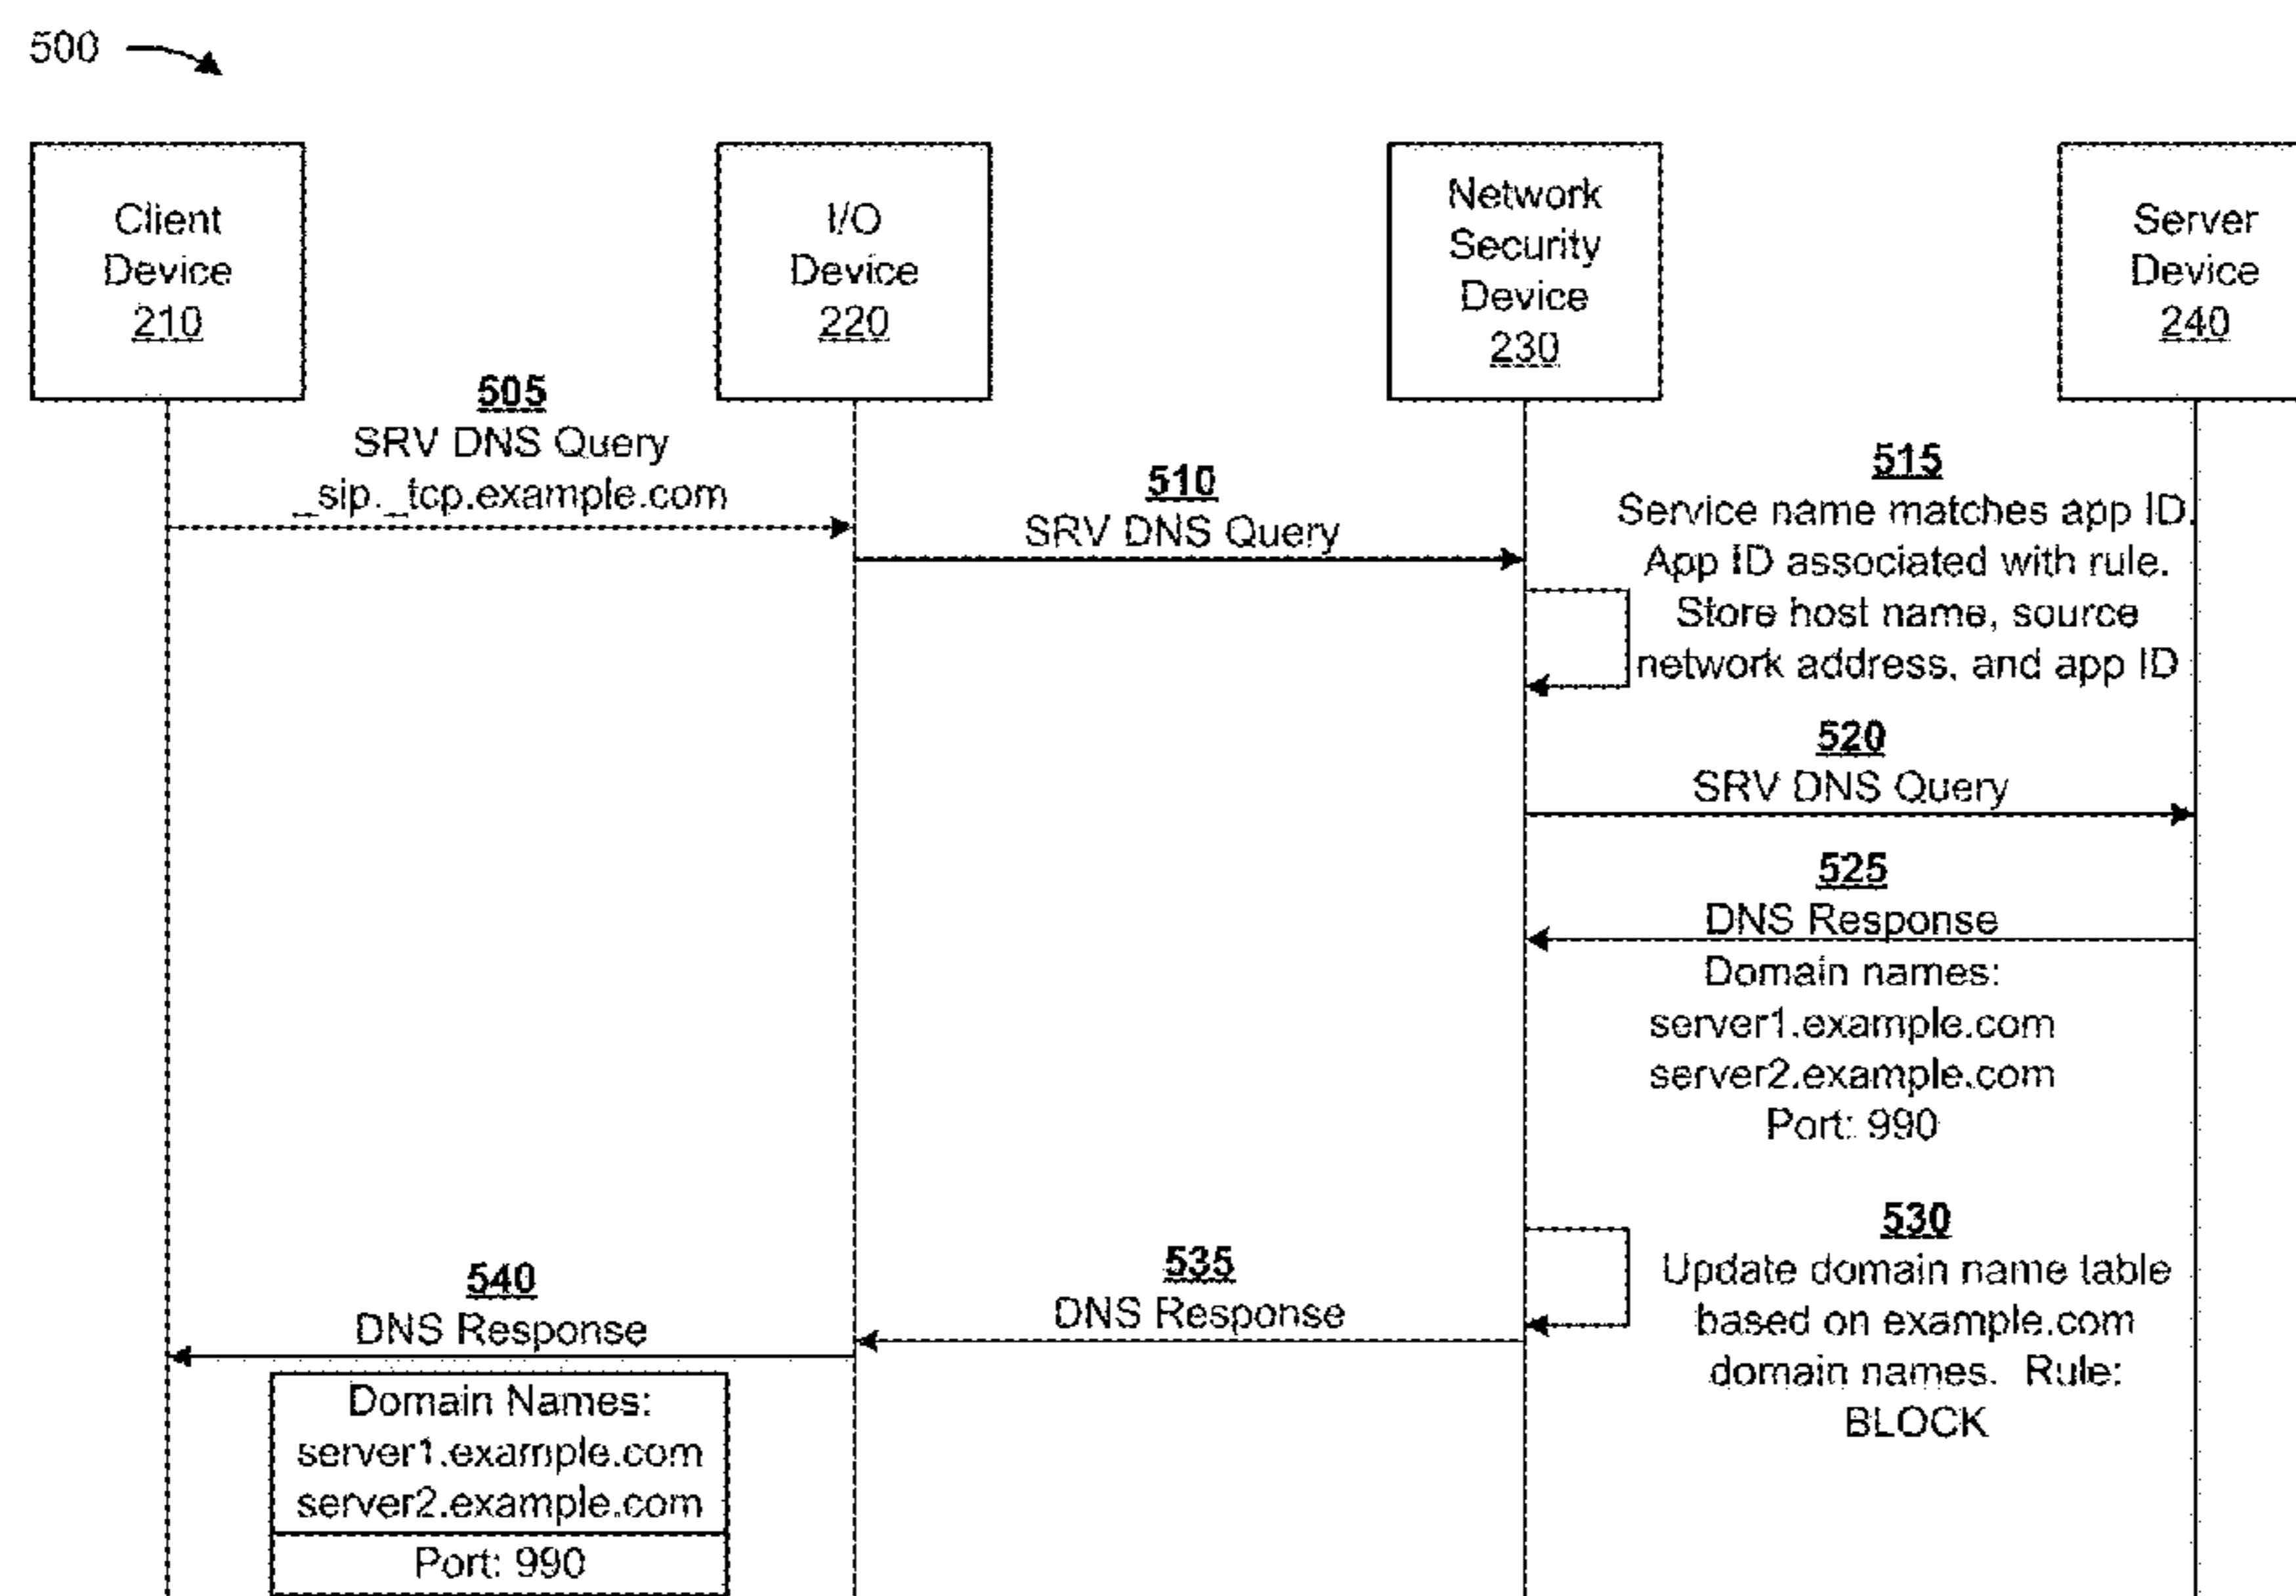 500
Client
Device
210
I/O
Device
220
Network
Security
Device
230
Server
Device
240
505
SRV DNS Query
_sip._tcp.example.com
510
SRV DNS Query
515
Service name matches app ID.
App ID associated with rule.
Store host name, source
network address, and app ID
520
SRV DNS Query
525
DNS Response
Domain names:
server1.example.com
server2.example.com
Port: 990
530
Update domain name table
based on example.com
domain names. Rule:
BLOCK
535
DNS Response
540
DNS Response
Domain Names:
server1.example.com
server2.example.com
Port: 990